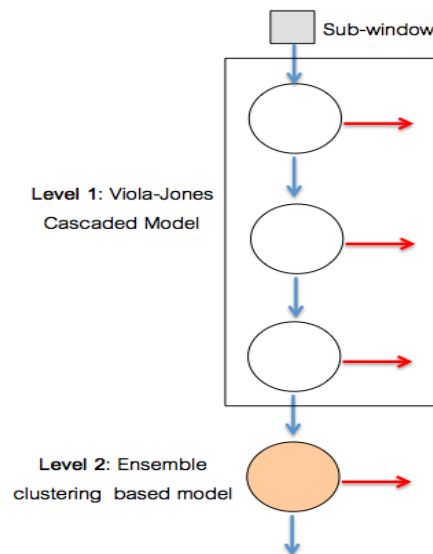 Sub-window
Level 1: Viola-Jones
Cascaded Model
Level 2: Ensemble
clustering based model